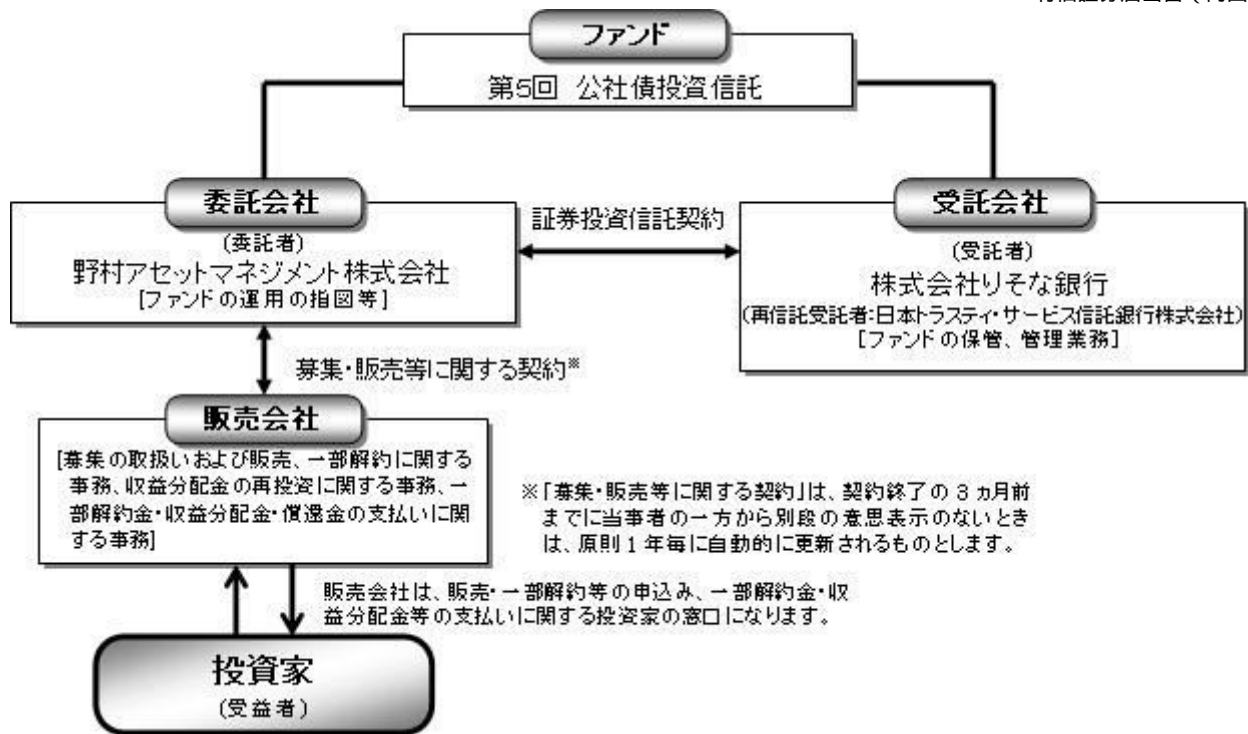 ファンド
第5回 公社債投資信託
委託会社
(委託者)
野村アセットマネジメント株式会社
[ファンドの運用の指図等]
証券投資信託契約
受託会社
(受託者)
株式会社りそな銀行
(再信託受託者:日本トラスティ・サービス信託銀行株式会社)
[ファンドの保管、管理業務]
募集・販売等に関する契約※
販売会社
[募集の取扱いおよび販売、一部解約に関する
事務、収益分配金の再投資に関する事務、一
部解約金・収益分配金・償還金の支払いに関
する事務]
※「募集・販売等に関する契約」は、契約終了の3ヵ月前
までに当事者の一方から別段の意思表示のないとき
は、原則1年毎に自動的に更新されるものとします。
販売会社は、販売・一部解約等の申込み、一部解約金・収
益分配金等の支払いに関する投資家の窓口になります。
投資家
(受益者)